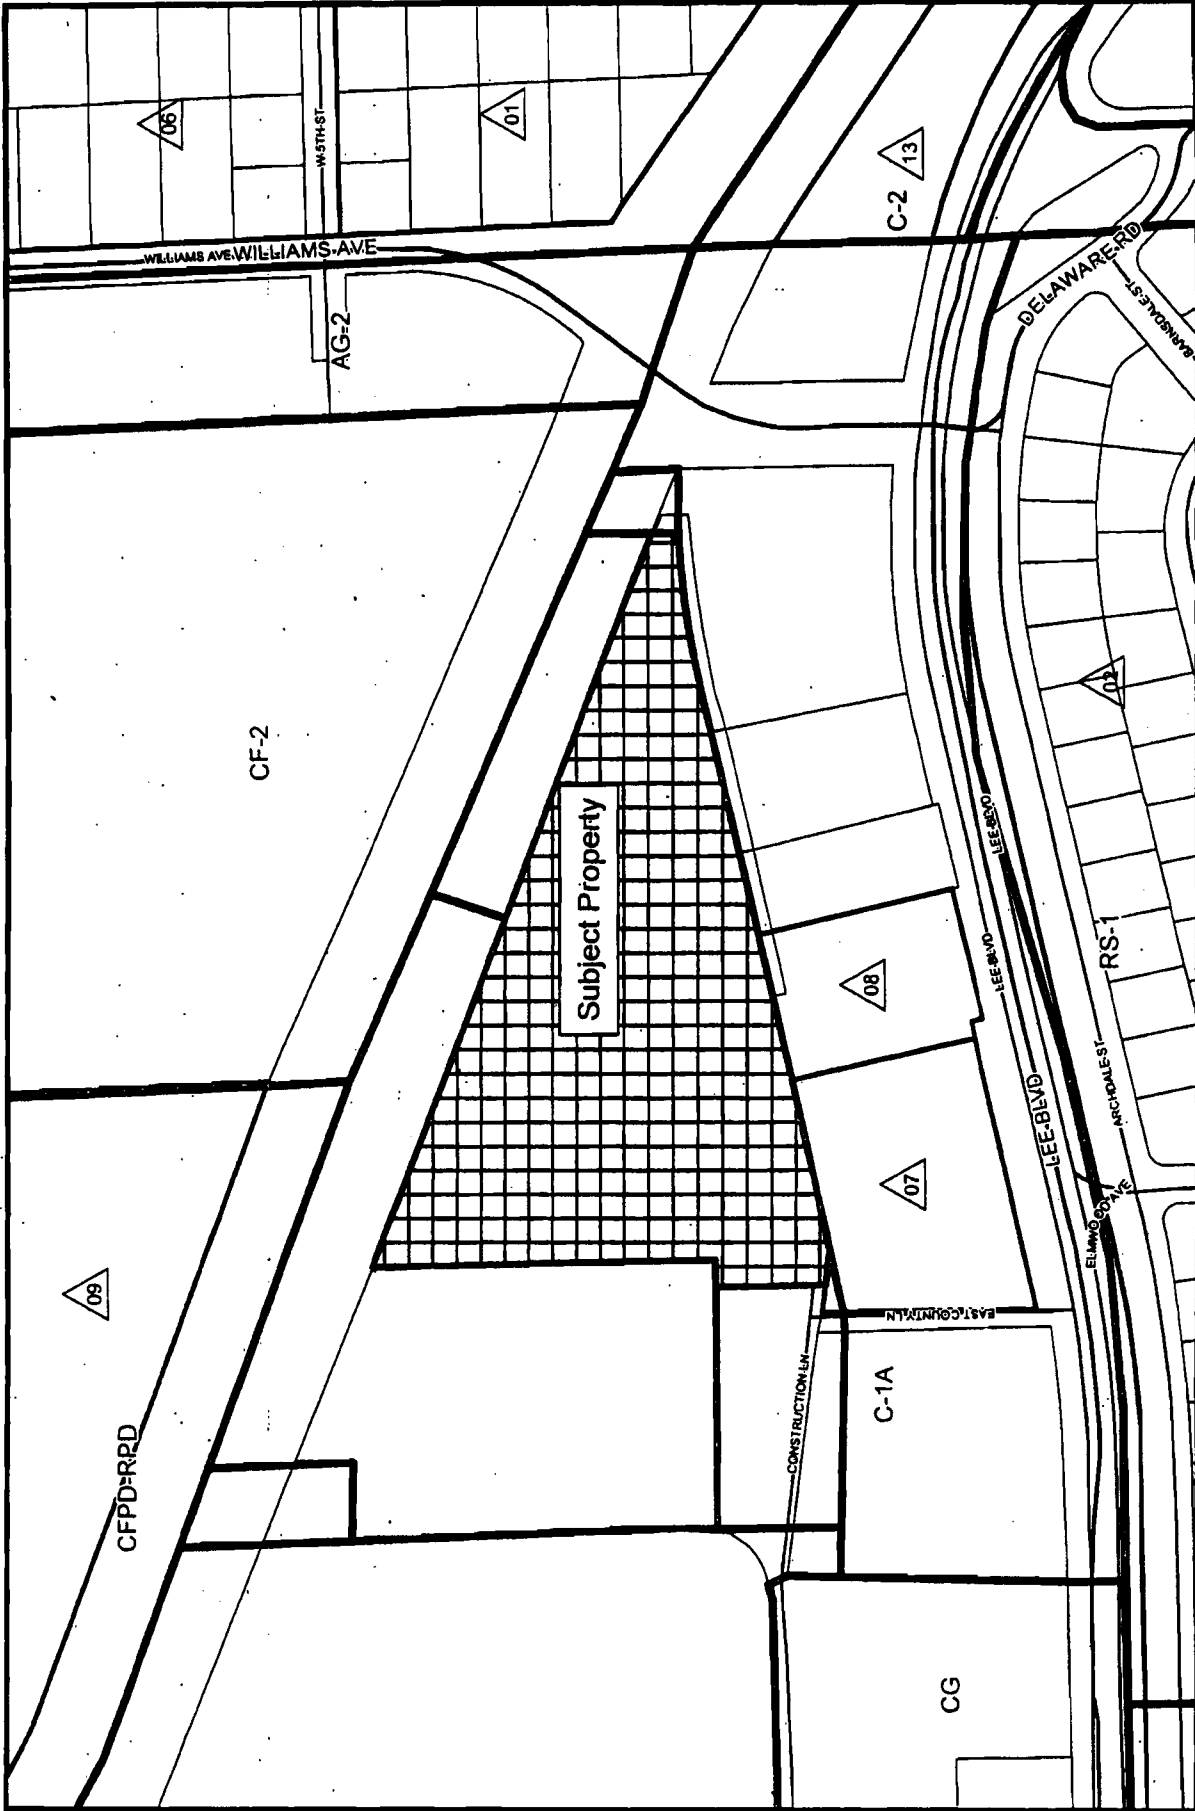 06
W 5TH ST
01
WILLIAMS AVE
WILLIAMS AVE
AG-2
13
C-2
DELAWARE RD
BARNSDALE ST
CF-2
02
Subject Property
LEE BLVD
LEE BLVD
08
RS-1
ARCHDALE ST
LEE BLVD
07
ELMWOOD AVE
09
EAST COUNTY LN
CONSTRUCTION LN
C-1A
CFPD-RPD
CG